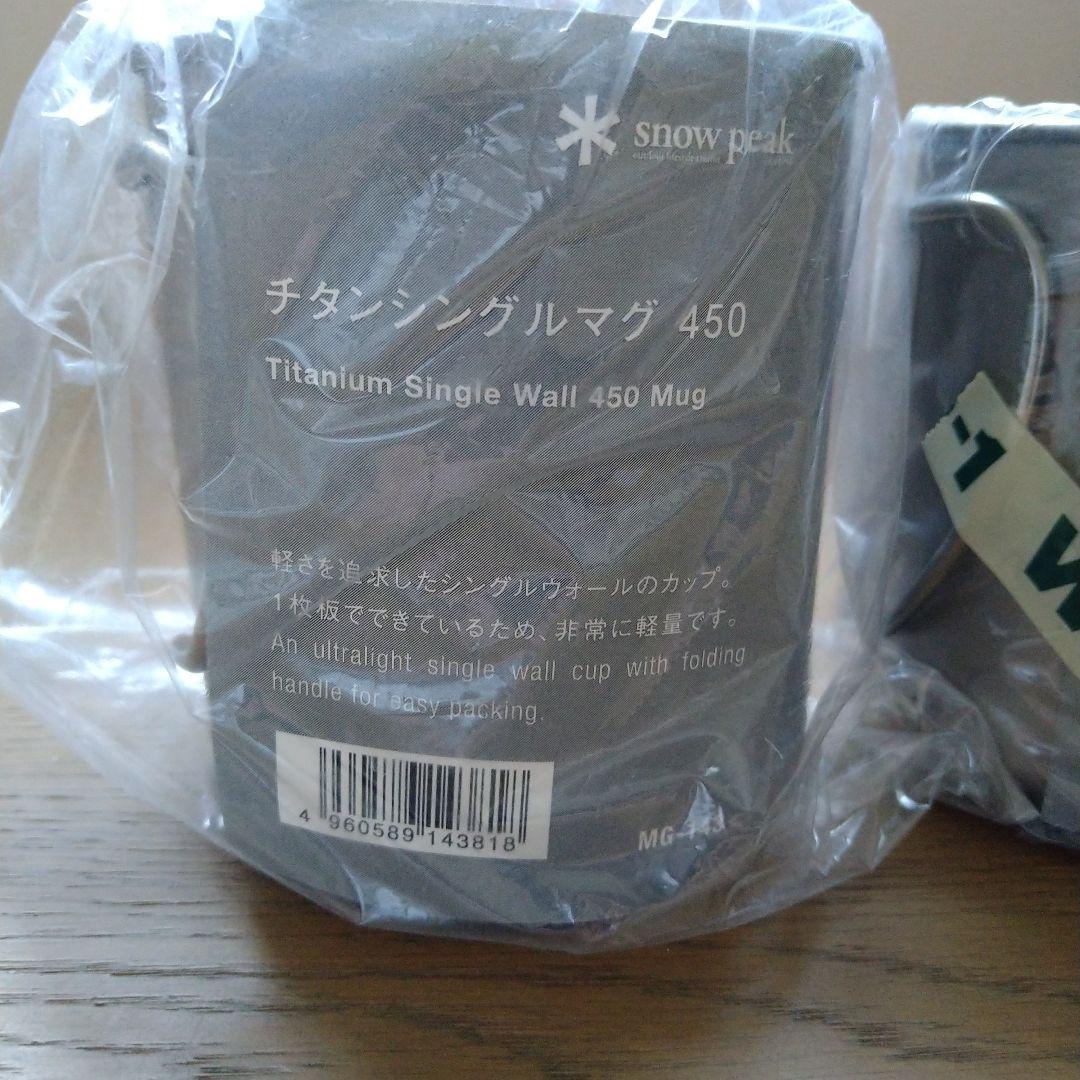 snow peak
チタンシングルマグ 450
Titanium Single Wall 450 Mug
軽さを追求したシングルウォールのカップ。
1枚板でできているため、非常に軽量です。
An ultralight single wall cup with folding
handle for easy packing.
4 960589 143818
MG-143
-1
W